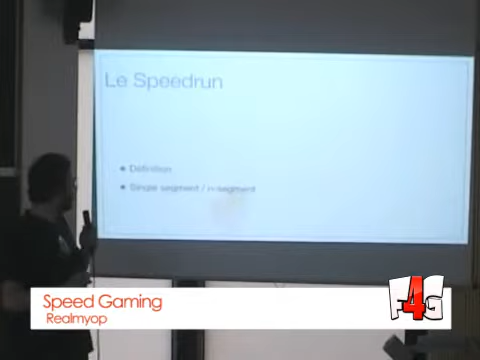 Le Speedrun
Définition
Single segment / n-segment
Speed Gaming
Realmyop
F4G